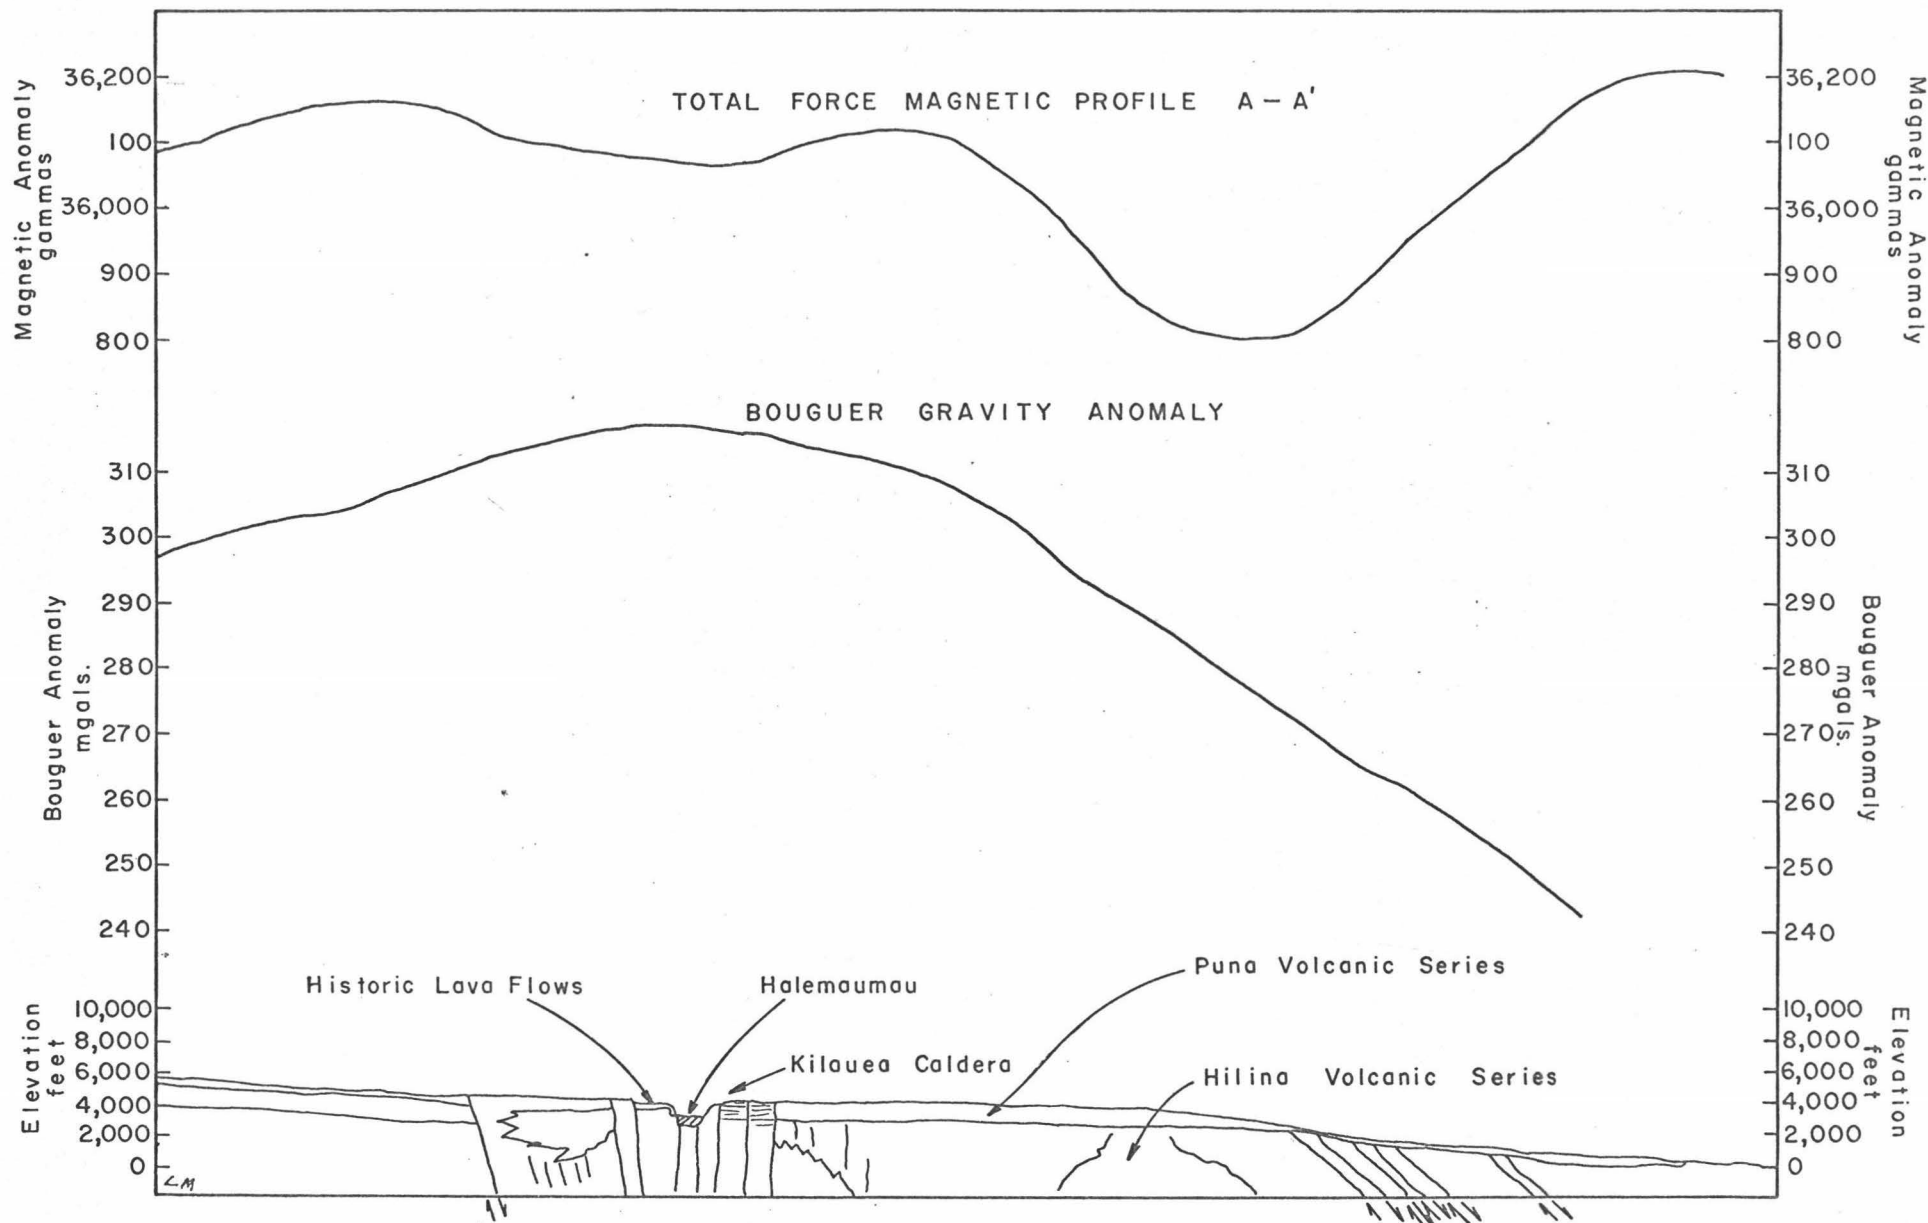 TOTAL FORCE MAGNETIC PROFILE A - A'
Magnetic Anomaly
gammas
36,200
100
36,000
900
800
36,200
100
36,000
900
800
Magnetic Anomaly
gammas
BOUGUER GRAVITY ANOMALY
Bouguer Anomaly
mgals.
310
300
290
280
270
260
250
240
310
300
290
280
270
260
250
240
Bouguer Anomaly
mgals.
Historic Lava Flows
Halemaumau
Puna Volcanic Series
Kilauea Caldera
Hilina Volcanic Series
Elevation
feet
10,000
8,000
6,000
4,000
2,000
0
10,000
8,000
6,000
4,000
2,000
0
Elevation
feet
LM